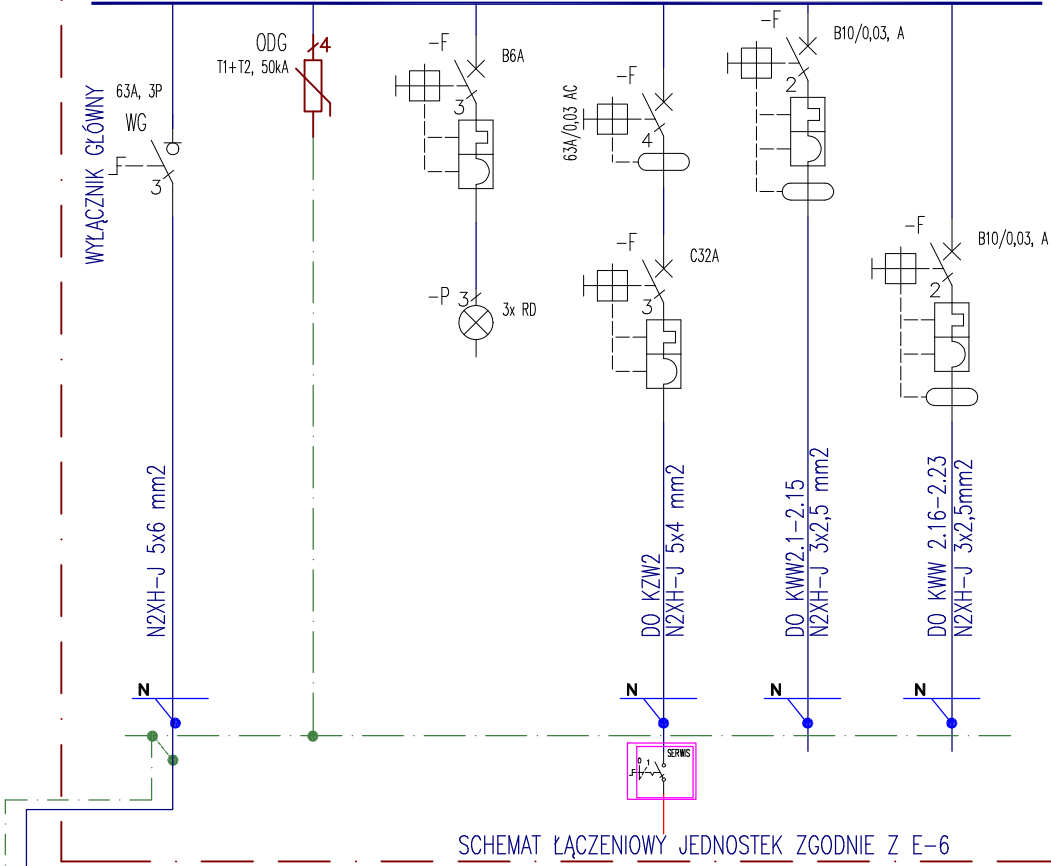 WYŁĄCZNIK GŁÓWNY
63A, 3P
WG
3
N2XH-J 5x6 mm2
N
ODG
4
T1+T2, 50kA
-F
B6A
3
-P
3
3x RD
63A/0,03 AC
-F
4
-F
C32A
3
DO KZW2
N2XH-J 5x4 mm2
N
SERWIS
0
1
-F
B10/0,03, A
2
DO KWW2.1-2.15
N2XH-J 3x2,5 mm2
N
-F
B10/0,03, A
2
DO KWW 2.16-2.23
N2XH-J 3x2,5mm2
N
SCHEMAT ŁĄCZENIOWY JEDNOSTEK ZGODNIE Z E-6